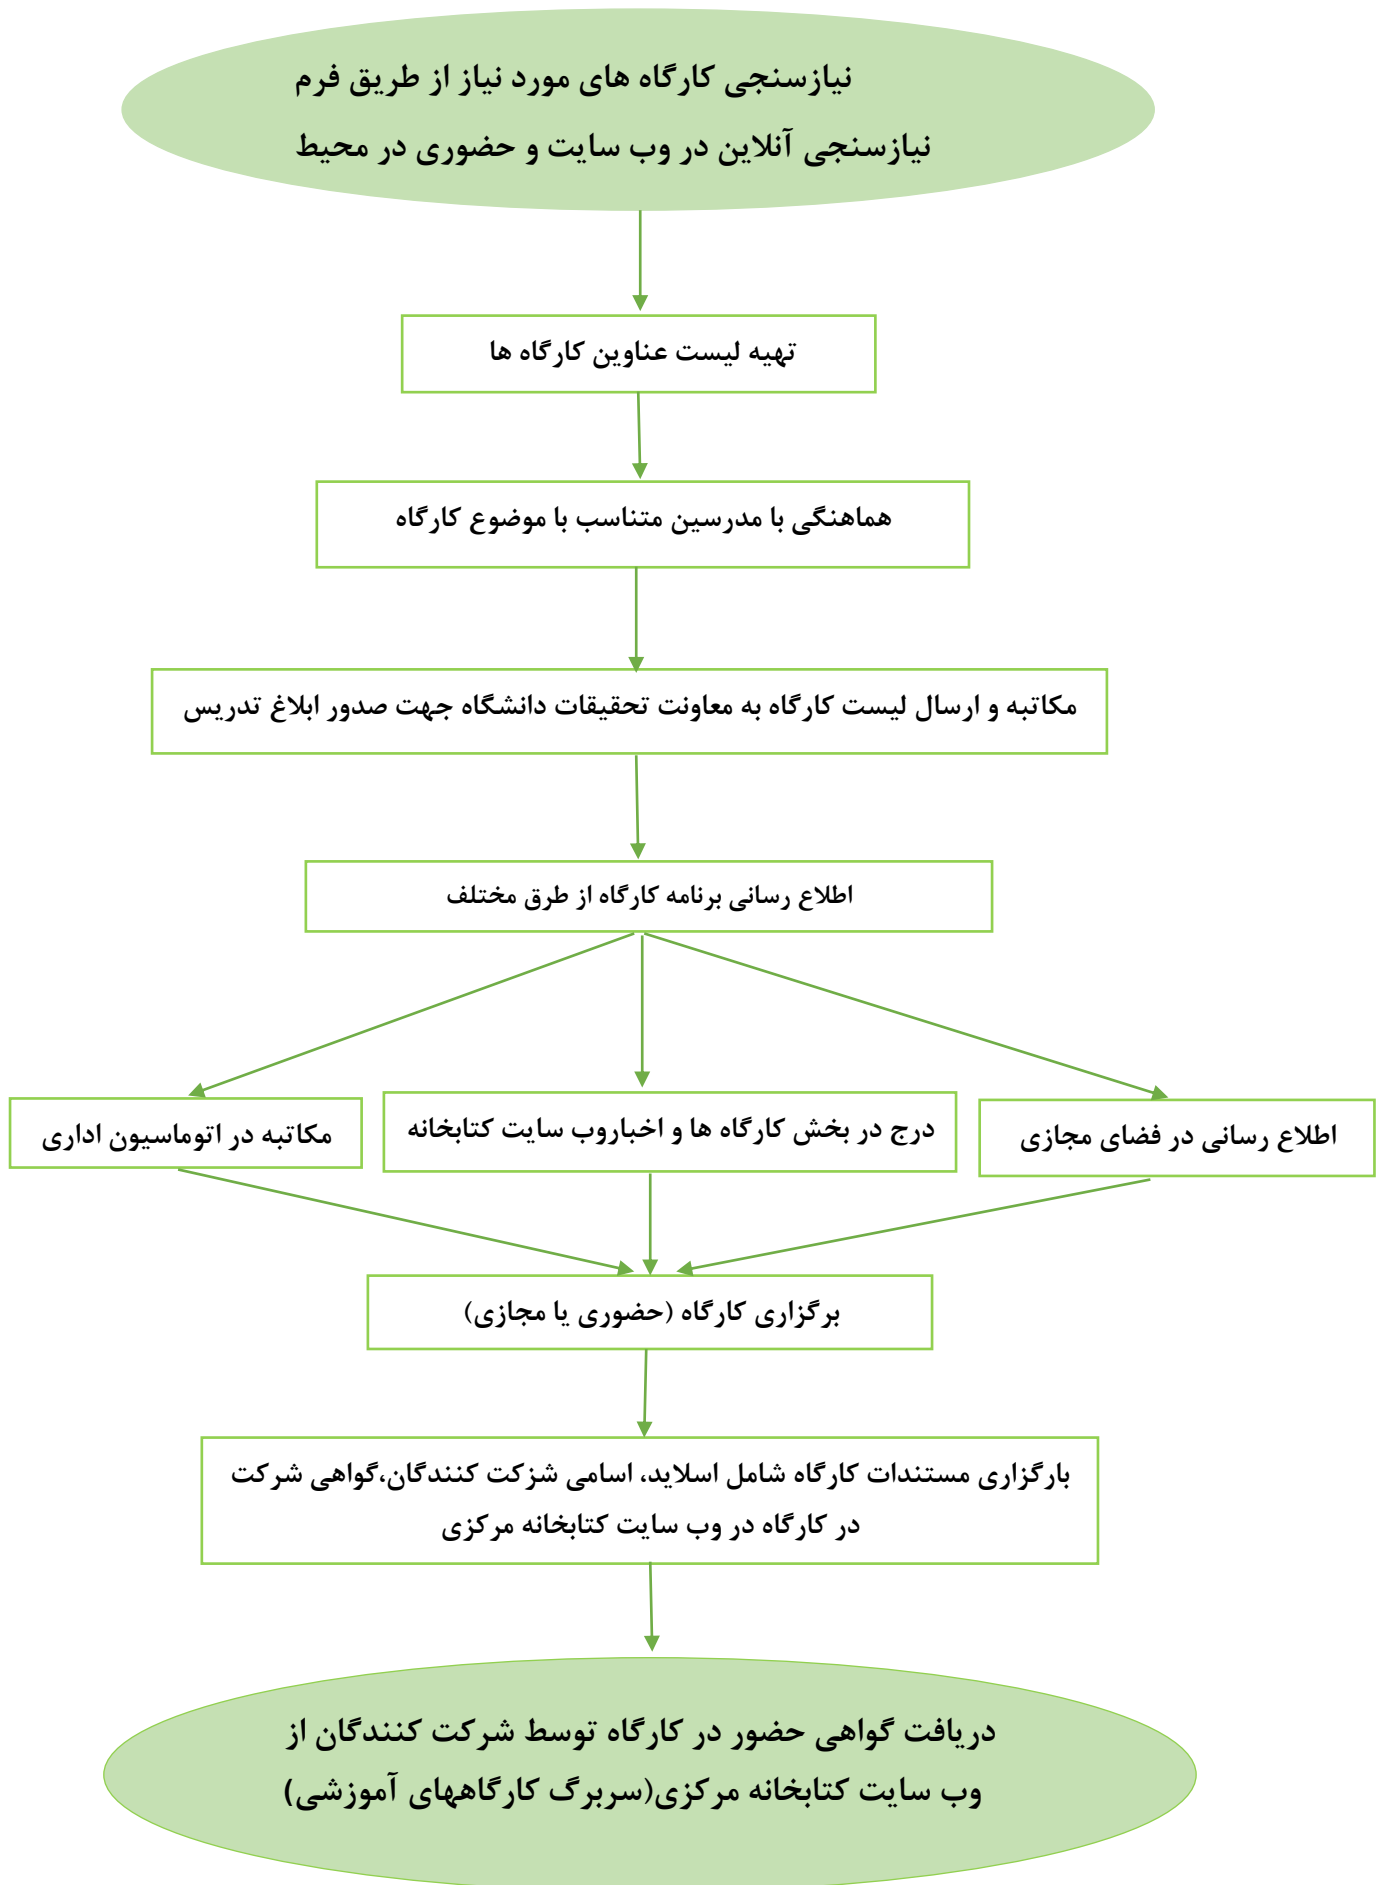 نیازسنجی کارگاه های مورد نیاز از طریق فرم
نیازسنجی آنلاین در وب سایت و حضوری در محیط
تهیه لیست عناوین کارگاه ها
هماهنگی با مدرسین متناسب با موضوع کارگاه
مکاتبه و ارسال لیست کارگاه به معاونت تحقیقات دانشگاه جهت صدور ابلاغ تدریس
اطلاع رسانی برنامه کارگاه از طرق مختلف
اطلاع رسانی در فضای مجازی
درج در بخش کارگاه ها و اخباروب سایت کتابخانه
مکاتبه در اتوماسیون اداری
برگزاری کارگاه (حضوری یا مجازی)
بارگزاری مستندات کارگاه شامل اسلاید، اسامی شزکت کنندگان،گواهی شرکت
در کارگاه در وب سایت کتابخانه مرکزی
دریافت گواهی حضور در کارگاه توسط شرکت کنندگان از
وب سایت کتابخانه مرکزی(سربرگ کارگاههای آموزشی)